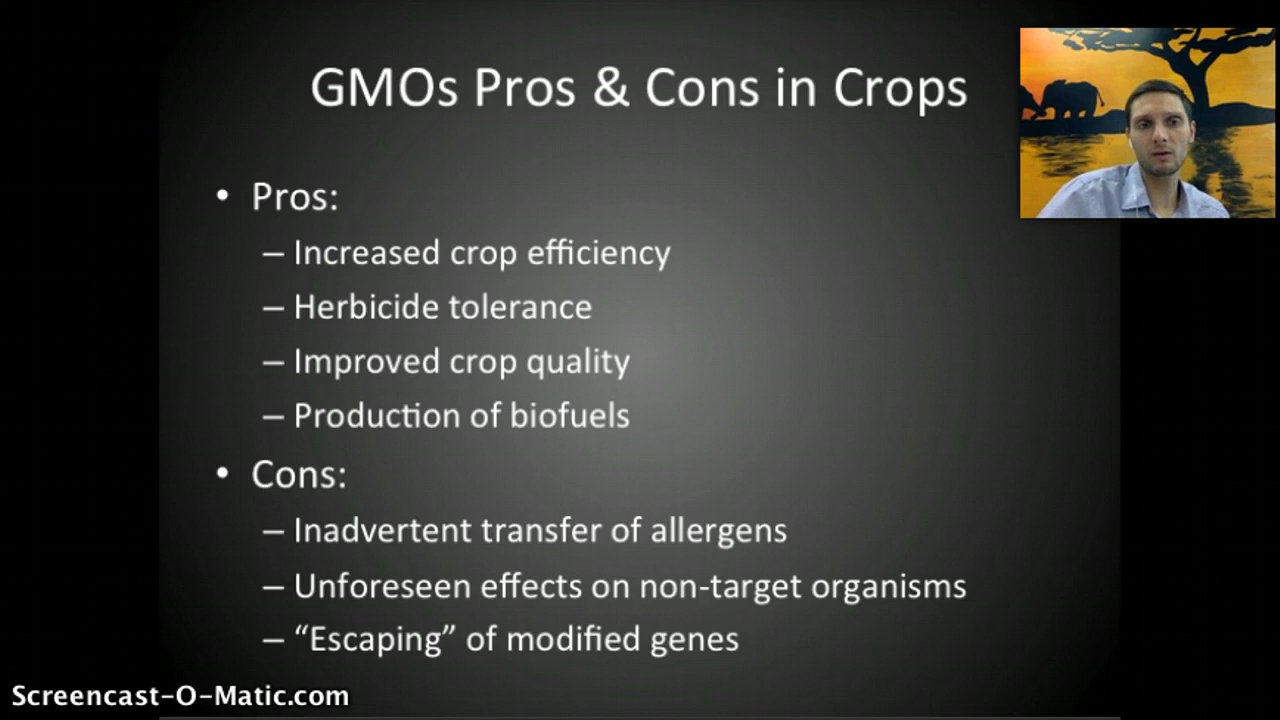 GMOs Pros & Cons in Crops
• Pros:
– Increased crop efficiency
– Herbicide tolerance
– Improved crop quality
– Production of biofuels
• Cons:
– Inadvertent transfer of allergens
– Unforeseen effects on non-target organisms
– “Escaping” of modified genes
Screencast-O-Matic.com